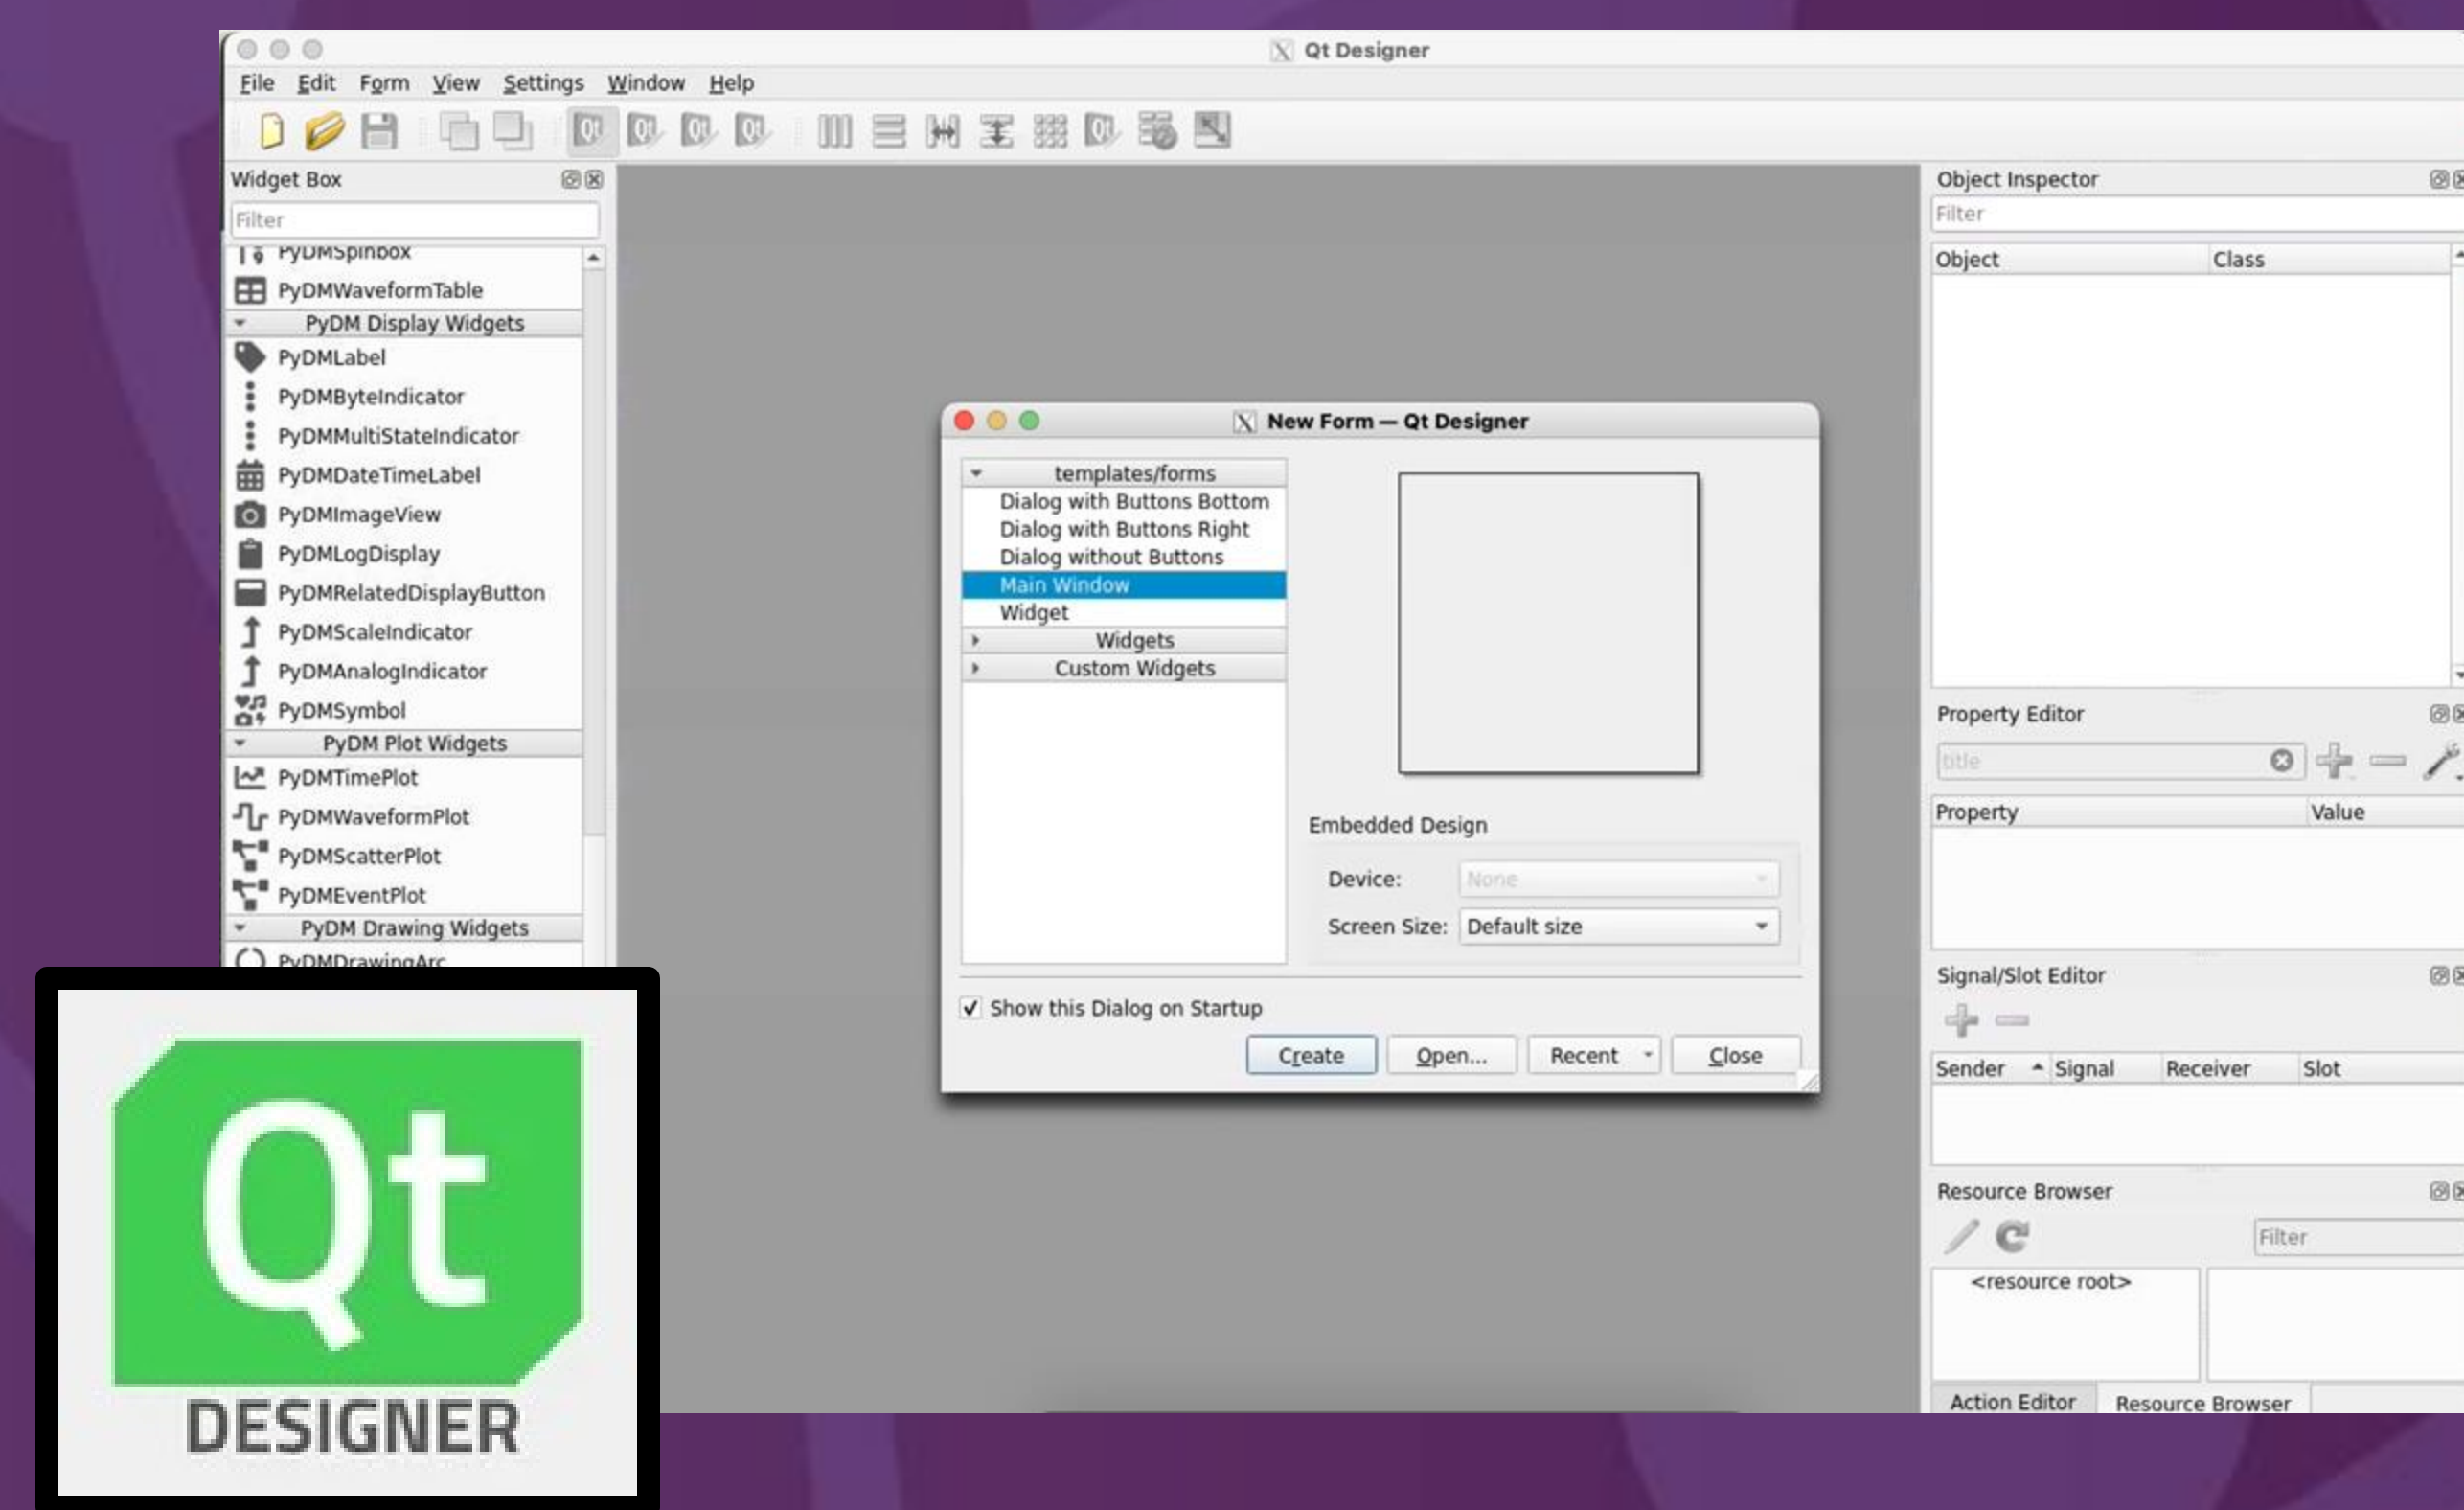 Qt Designer
File Edit Form View Settings Window Help
Widget Box
Filter
PyDMSpinbox
PyDMWaveformTable
PyDM Display Widgets
PyDMLabel
PyDMByteIndicator
PyDMMultiStateIndicator
PyDMDateTimeLabel
PyDMImageView
PyDMLogDisplay
PyDMRelatedDisplayButton
PyDMScaleIndicator
PyDMAnalogIndicator
PyDMSymbol
PyDM Plot Widgets
PyDMTimePlot
PyDMWaveformPlot
PyDMScatterPlot
PyDMEventPlot
PyDM Drawing Widgets
PyDMDrawingArc
New Form — Qt Designer
templates/forms
Dialog with Buttons Bottom
Dialog with Buttons Right
Dialog without Buttons
Main Window
Widget
Widgets
Custom Widgets
Embedded Design
Device: None
Screen Size: Default size
Show this Dialog on Startup
Create Open... Recent Close
Object Inspector
Filter
Object Class
Property Editor
title
Property Value
Signal/Slot Editor
Sender Signal Receiver Slot
Resource Browser
Filter
<resource root>
Action Editor Resource Browser
Qt
DESIGNER